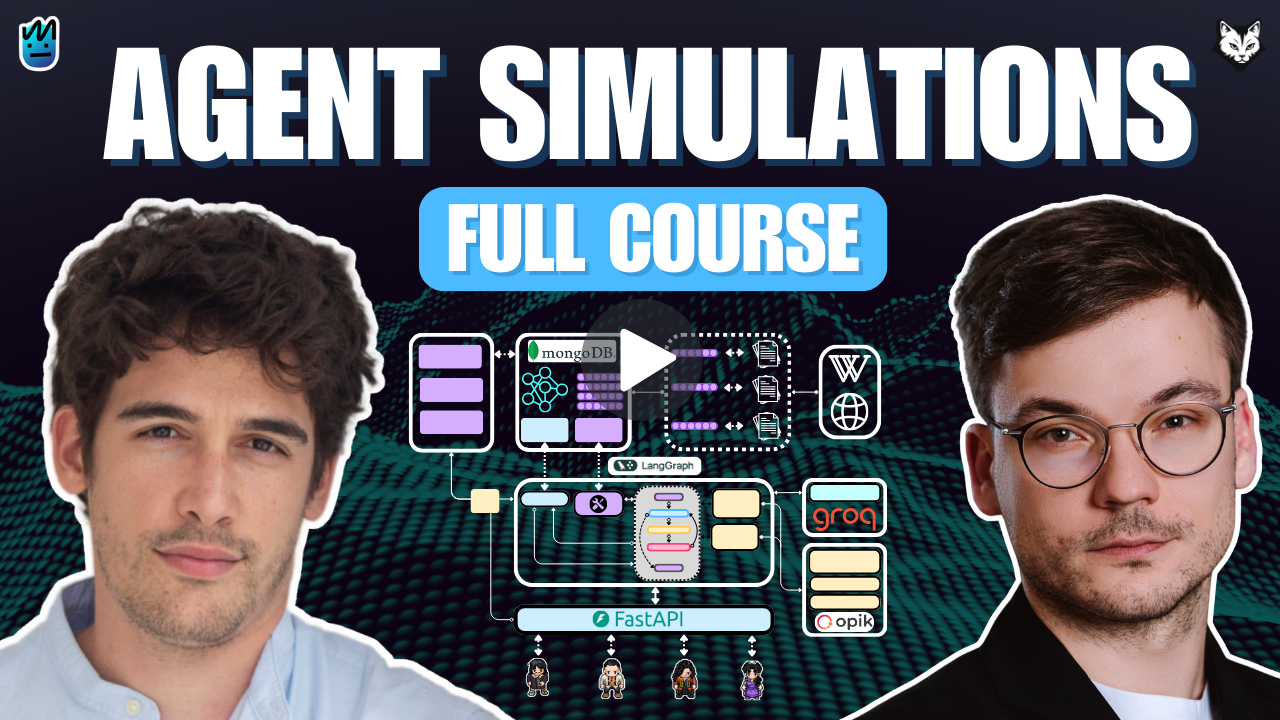 AGENT SIMULATIONS
FULL COURSE
mongoDB
W
LangGraph
groq
FastAPI
opik